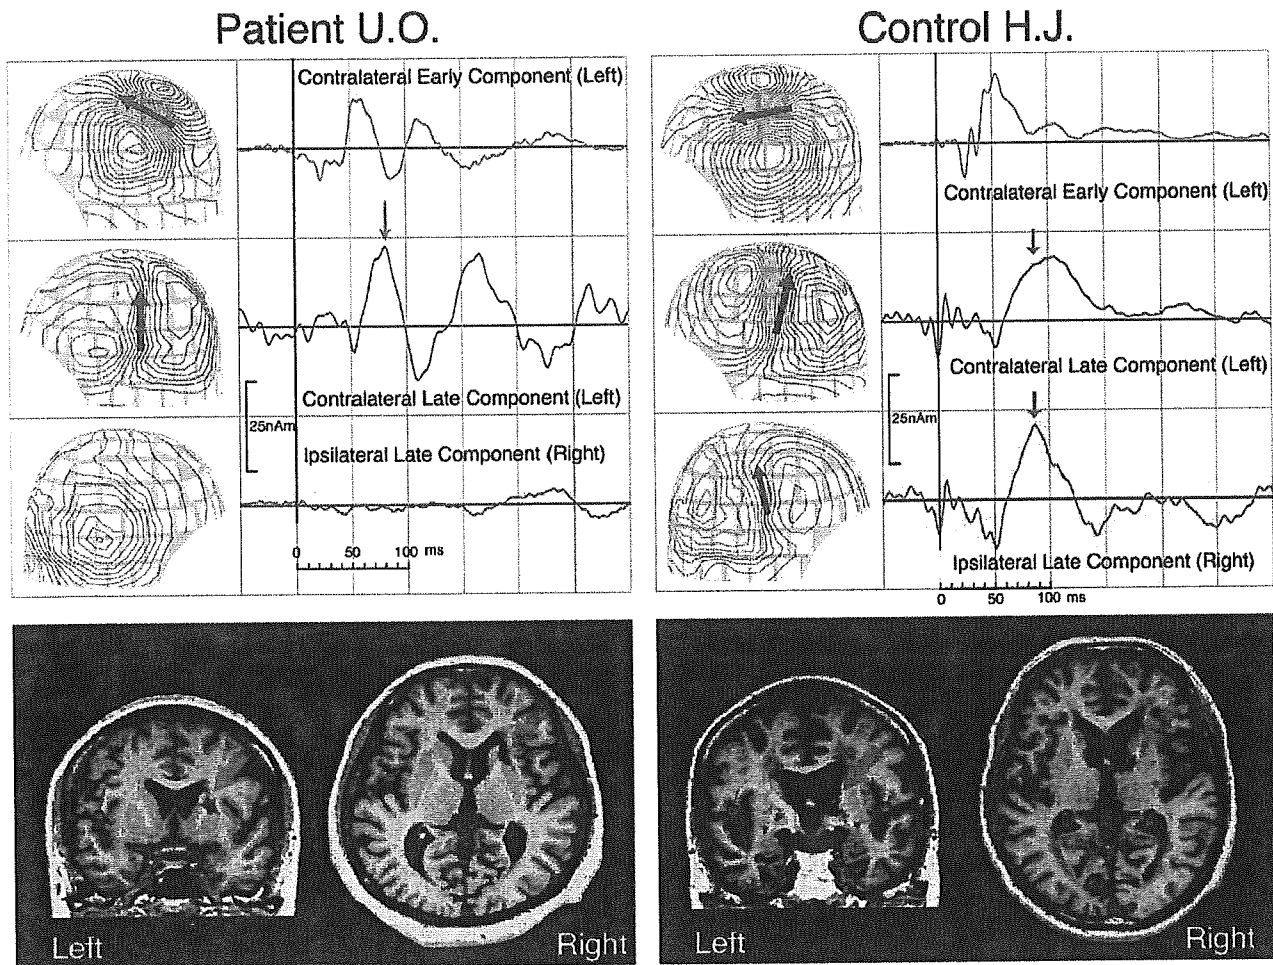 Patient U.O.
Contralateral Early Component (Left)
Contralateral Late Component (Left)
25nAm
Ipsilateral Late Component (Right)
0 50 100 ms
Left Right
Control H.J.
Contralateral Early Component (Left)
Contralateral Late Component (Left)
25nAm
Ipsilateral Late Component (Right)
0 50 100 ms
Left Right